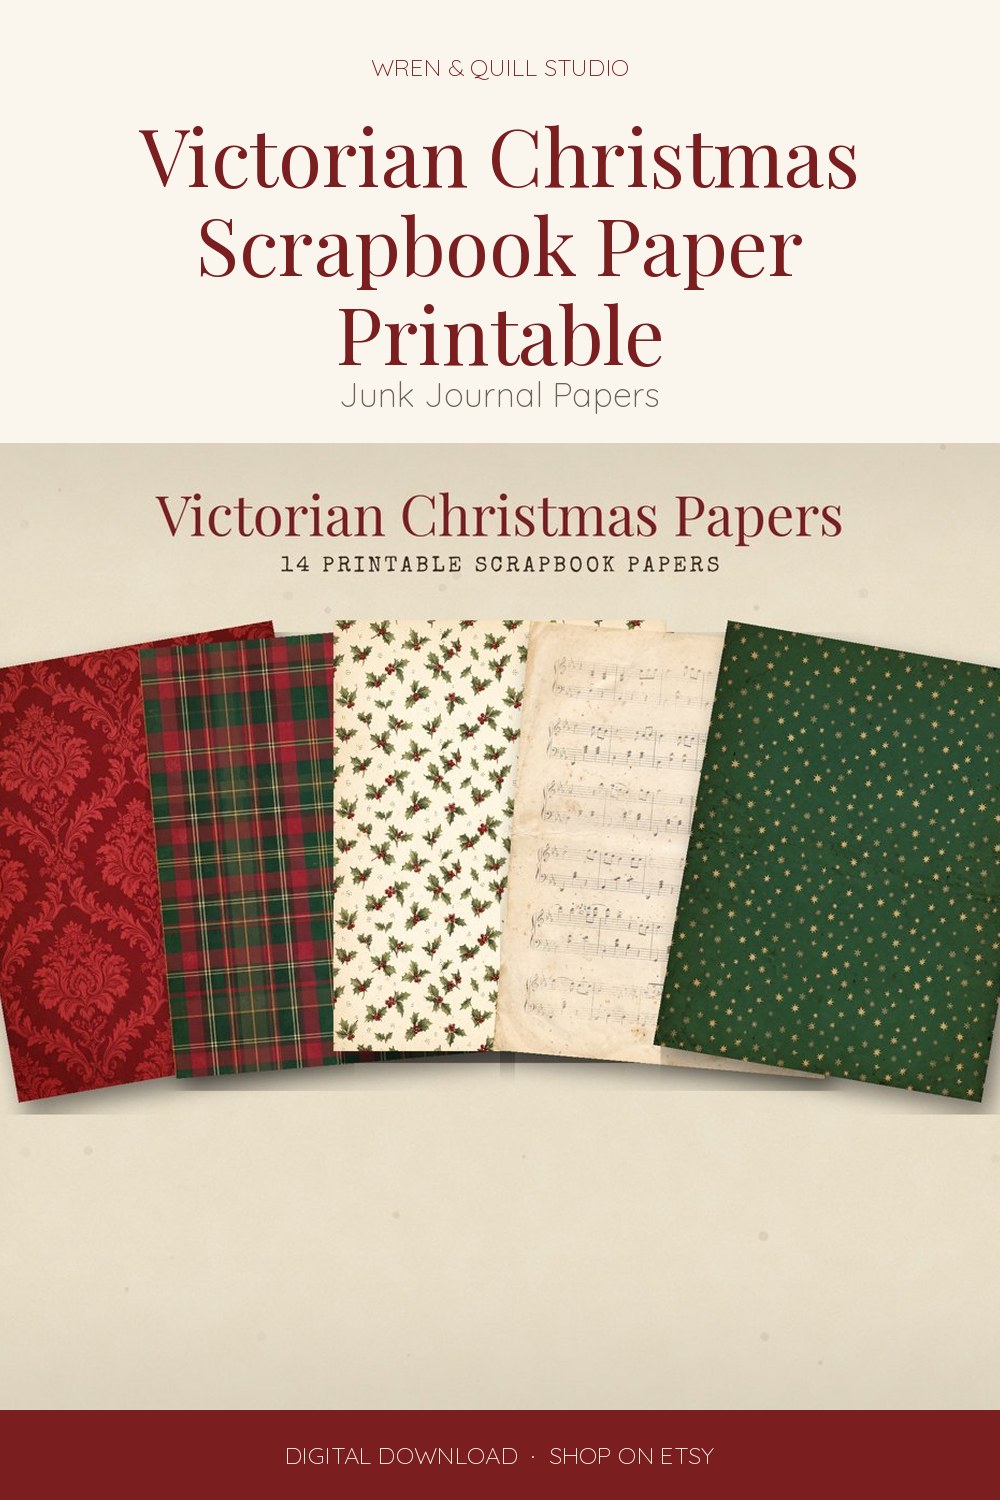 WREN & QUILL STUDIO
Victorian Christmas
Scrapbook Paper
Printable
Junk Journal Papers
Victorian Christmas Papers
14 PRINTABLE SCRAPBOOK PAPERS
DIGITAL DOWNLOAD · SHOP ON ETSY